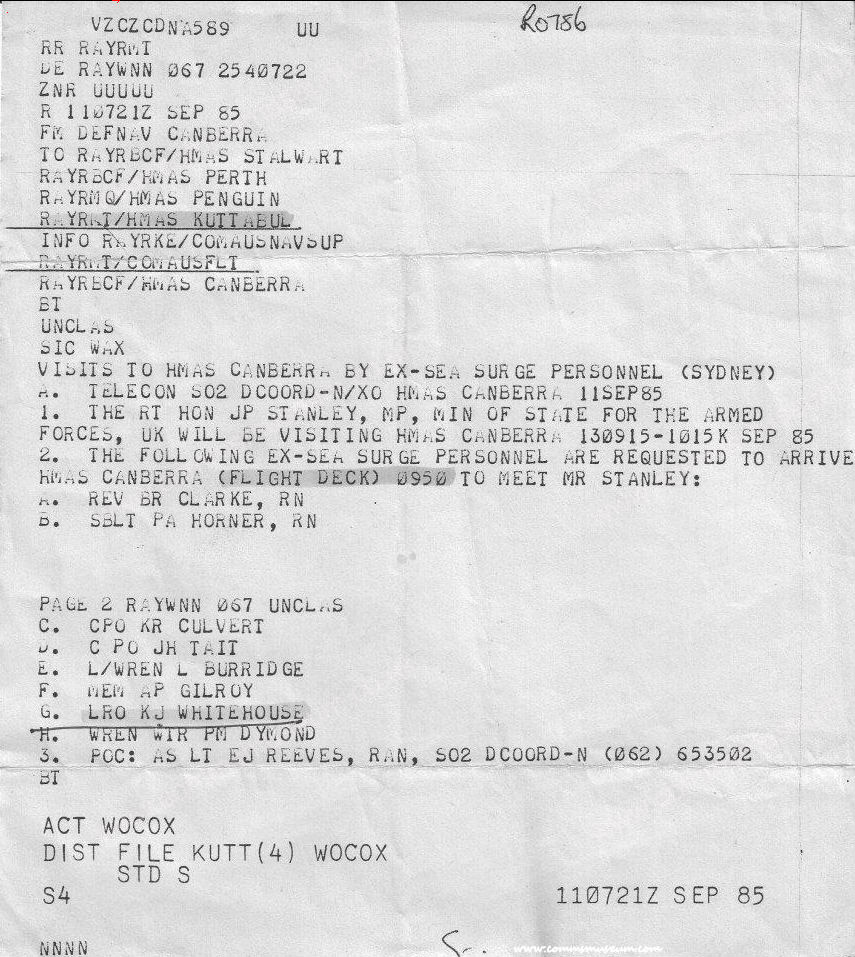 VZCZCDNA589 UU R0786
RR RAYRMT
DE RAYWNN 067 2540722
ZNR UUUUU
R 110721Z SEP 85
FM DEFNAV CANBERRA
TO RAYRBCF/HMAS STALWART
RAYRBCF/HMAS PERTH
RAYRMQ/HMAS PENGUIN
RAYRMT/HMAS KUTTABUL
INFO RAYRKE/COMAUSNAVSUP
RAYRMT/COMAUSFLT
RAYRBCF/HMAS CANBERRA
BT
UNCLAS
SIC WAX
VISITS TO HMAS CANBERRA BY EX-SEA SURGE PERSONNEL (SYDNEY)
A. TELECON SO2 DCOORD-N/XO HMAS CANBERRA 11SEP85
1. THE RT HON JP STANLEY, MP, MIN OF STATE FOR THE ARMED
FORCES, UK WILL BE VISITING HMAS CANBERRA 130915-1015K SEP 85
2. THE FOLLOWING EX-SEA SURGE PERSONNEL ARE REQUESTED TO ARRIVE
HMAS CANBERRA (FLIGHT DECK) 0950 TO MEET MR STANLEY:
A. REV BR CLARKE, RN
B. SBLT PA HORNER, RN
PAGE 2 RAYWNN 067 UNCLAS
C. CPO KR CULVERT
D. C PO JH TAIT
E. L/WREN L BURRIDGE
F. MEM AP GILROY
G. LRO KJ WHITEHOUSE
H. WREN WTR PM DYMOND
3. POC: AS LT EJ REEVES, RAN, SO2 DCOORD-N (062) 653502
BT
ACT WOCOX
DIST FILE KUTT(4) WOCOX
STD S
S4 110721Z SEP 85
NNNN
www.commsmuseum.com